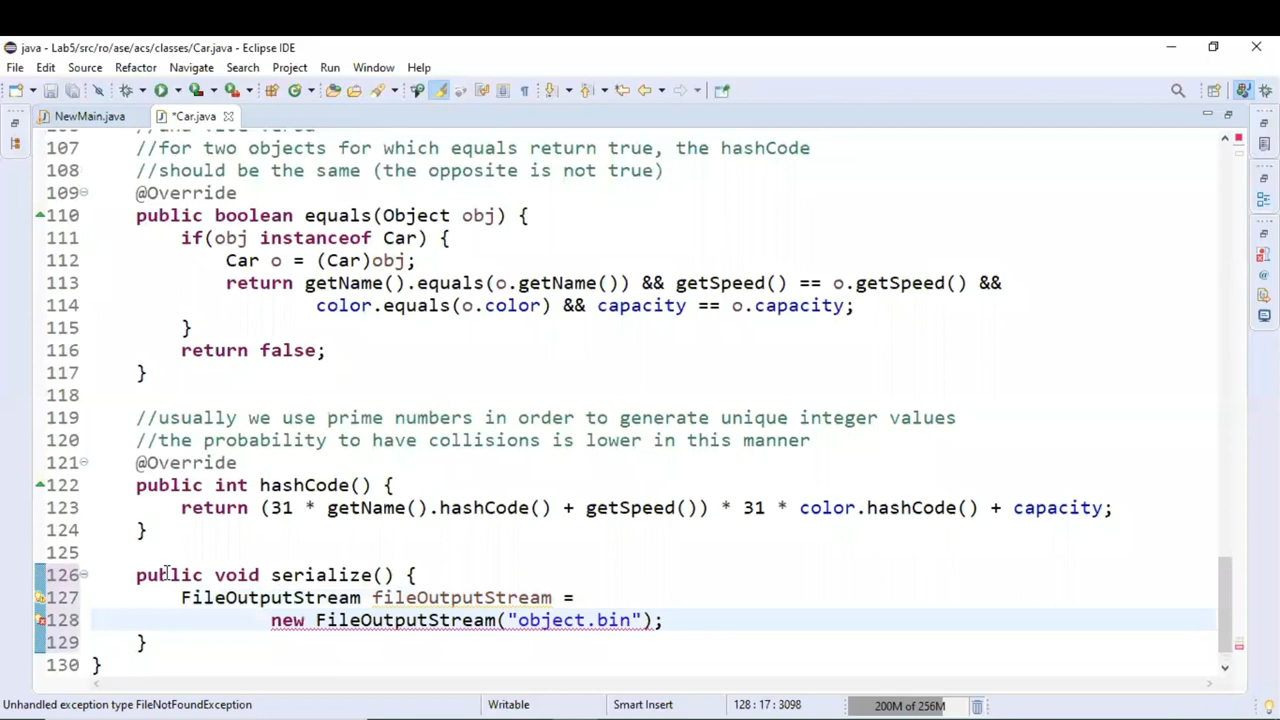 java - Lab5/src/ro/ase/acs/classes/Car.java - Eclipse IDE
File Edit Source Refactor Navigate Search Project Run Window Help
NewMain.java *Car.java
107 //for two objects for which equals return true, the hashCode
108 //should be the same (the opposite is not true)
109 @Override
110 public boolean equals(Object obj) {
111 if(obj instanceof Car) {
112 Car o = (Car)obj;
113 return getName().equals(o.getName()) && getSpeed() == o.getSpeed() &&
114 color.equals(o.color) && capacity == o.capacity;
115 }
116 return false;
117 }
118
119 //usually we use prime numbers in order to generate unique integer values
120 //the probability to have collisions is lower in this manner
121 @Override
122 public int hashCode() {
123 return (31 * getName().hashCode() + getSpeed()) * 31 * color.hashCode() + capacity;
124 }
125
126 public void serialize() {
127 FileOutputStream fileOutputStream =
128 new FileOutputStream("object.bin");
129 }
130 }
Unhandled exception type FileNotFoundException Writable Smart Insert 128 : 17 : 3098 200M of 256M